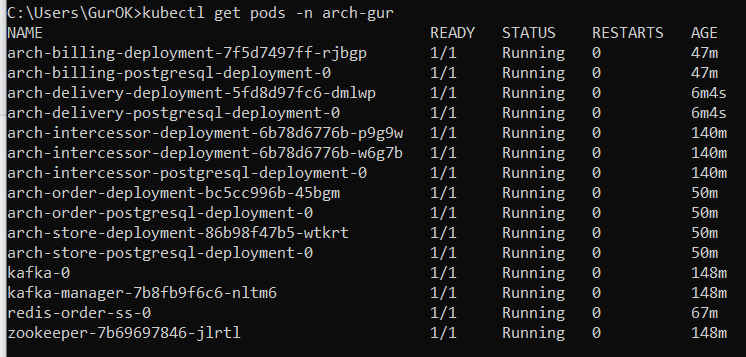 C:\Users\GurOK>kubectl get pods -n arch-gur
NAME READY STATUS RESTARTS AGE
arch-billing-deployment-7f5d7497ff-rjbgp 1/1 Running 0 47m
arch-billing-postgresql-deployment-0 1/1 Running 0 47m
arch-delivery-deployment-5fd8d97fc6-dmlwp 1/1 Running 0 6m4s
arch-delivery-postgresql-deployment-0 1/1 Running 0 6m4s
arch-intercessor-deployment-6b78d6776b-p9g9w 1/1 Running 0 140m
arch-intercessor-deployment-6b78d6776b-w6g7b 1/1 Running 0 140m
arch-intercessor-postgresql-deployment-0 1/1 Running 0 140m
arch-order-deployment-bc5cc996b-45bgm 1/1 Running 0 50m
arch-order-postgresql-deployment-0 1/1 Running 0 50m
arch-store-deployment-86b98f47b5-wtkrt 1/1 Running 0 50m
arch-store-postgresql-deployment-0 1/1 Running 0 50m
kafka-0 1/1 Running 0 148m
kafka-manager-7b8fb9f6c6-nltm6 1/1 Running 0 148m
redis-order-ss-0 1/1 Running 0 67m
zookeeper-7b69697846-jlrtl 1/1 Running 0 148m